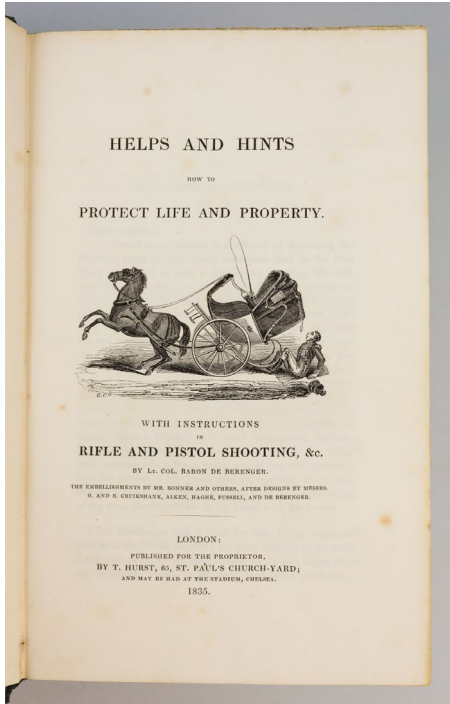 HELPS AND HINTS
HOW TO
PROTECT LIFE AND PROPERTY.
WITH INSTRUCTIONS
IN
RIFLE AND PISTOL SHOOTING, &c.
BY LT. COL. BARON DE BERENGER.
THE EMBELLISHMENTS BY MR. BONNER AND OTHERS, AFTER DESIGNS BY MESSRS.
G. AND R. CRUIKSHANK, ALKEN, HAGHE, FUSSELL, AND DE BERENGER.
LONDON:
PUBLISHED FOR THE PROPRIETOR,
BY T. HURST, 65, ST. PAUL'S CHURCH-YARD;
AND MAY BE HAD AT THE STADIUM, CHELSEA.
1835.